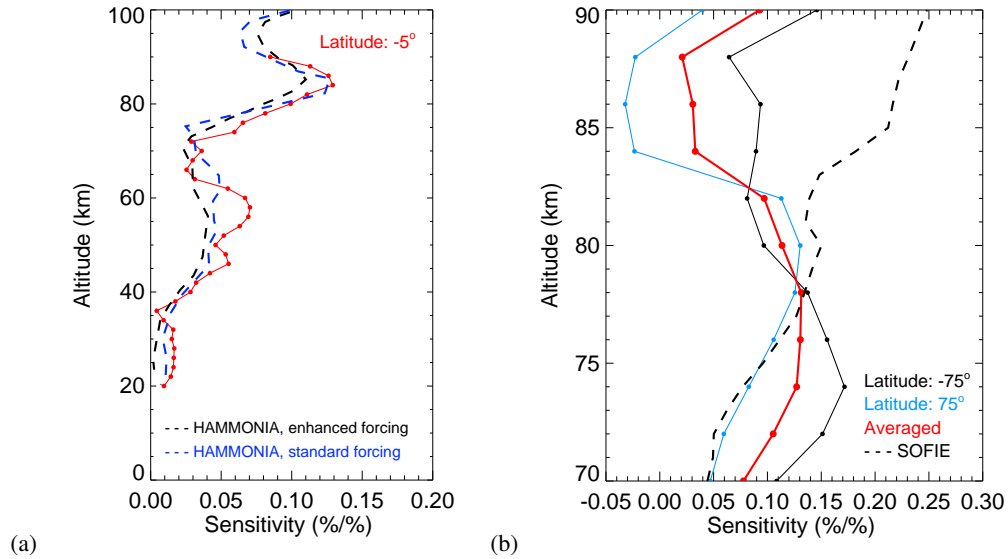 100
80
60
40
20
0
Altitude (km)
0.00 0.05 0.10 0.15 0.20
Sensitivity (%/%)
Latitude: -5°
HAMMONIA, enhanced forcing
HAMMONIA, standard forcing
(a)
90
85
80
75
70
Altitude (km)
-0.05 0.00 0.05 0.10 0.15 0.20 0.25 0.30
Sensitivity (%/%)
Latitude: -75°
Latitude: 75°
Averaged
SOFIE
(b)